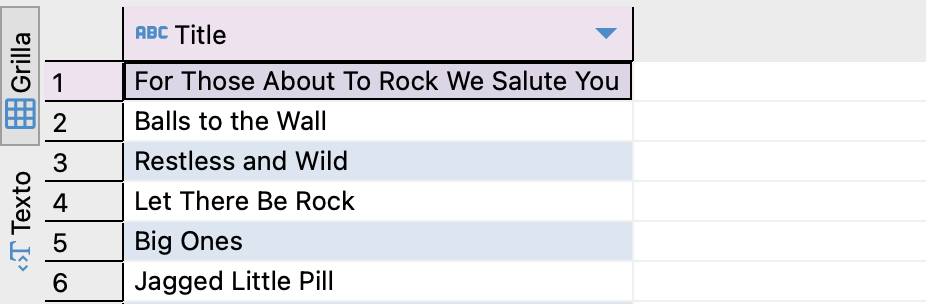 Grilla
Texto
ABC Title
1 For Those About To Rock We Salute You
2 Balls to the Wall
3 Restless and Wild
4 Let There Be Rock
5 Big Ones
6 Jagged Little Pill